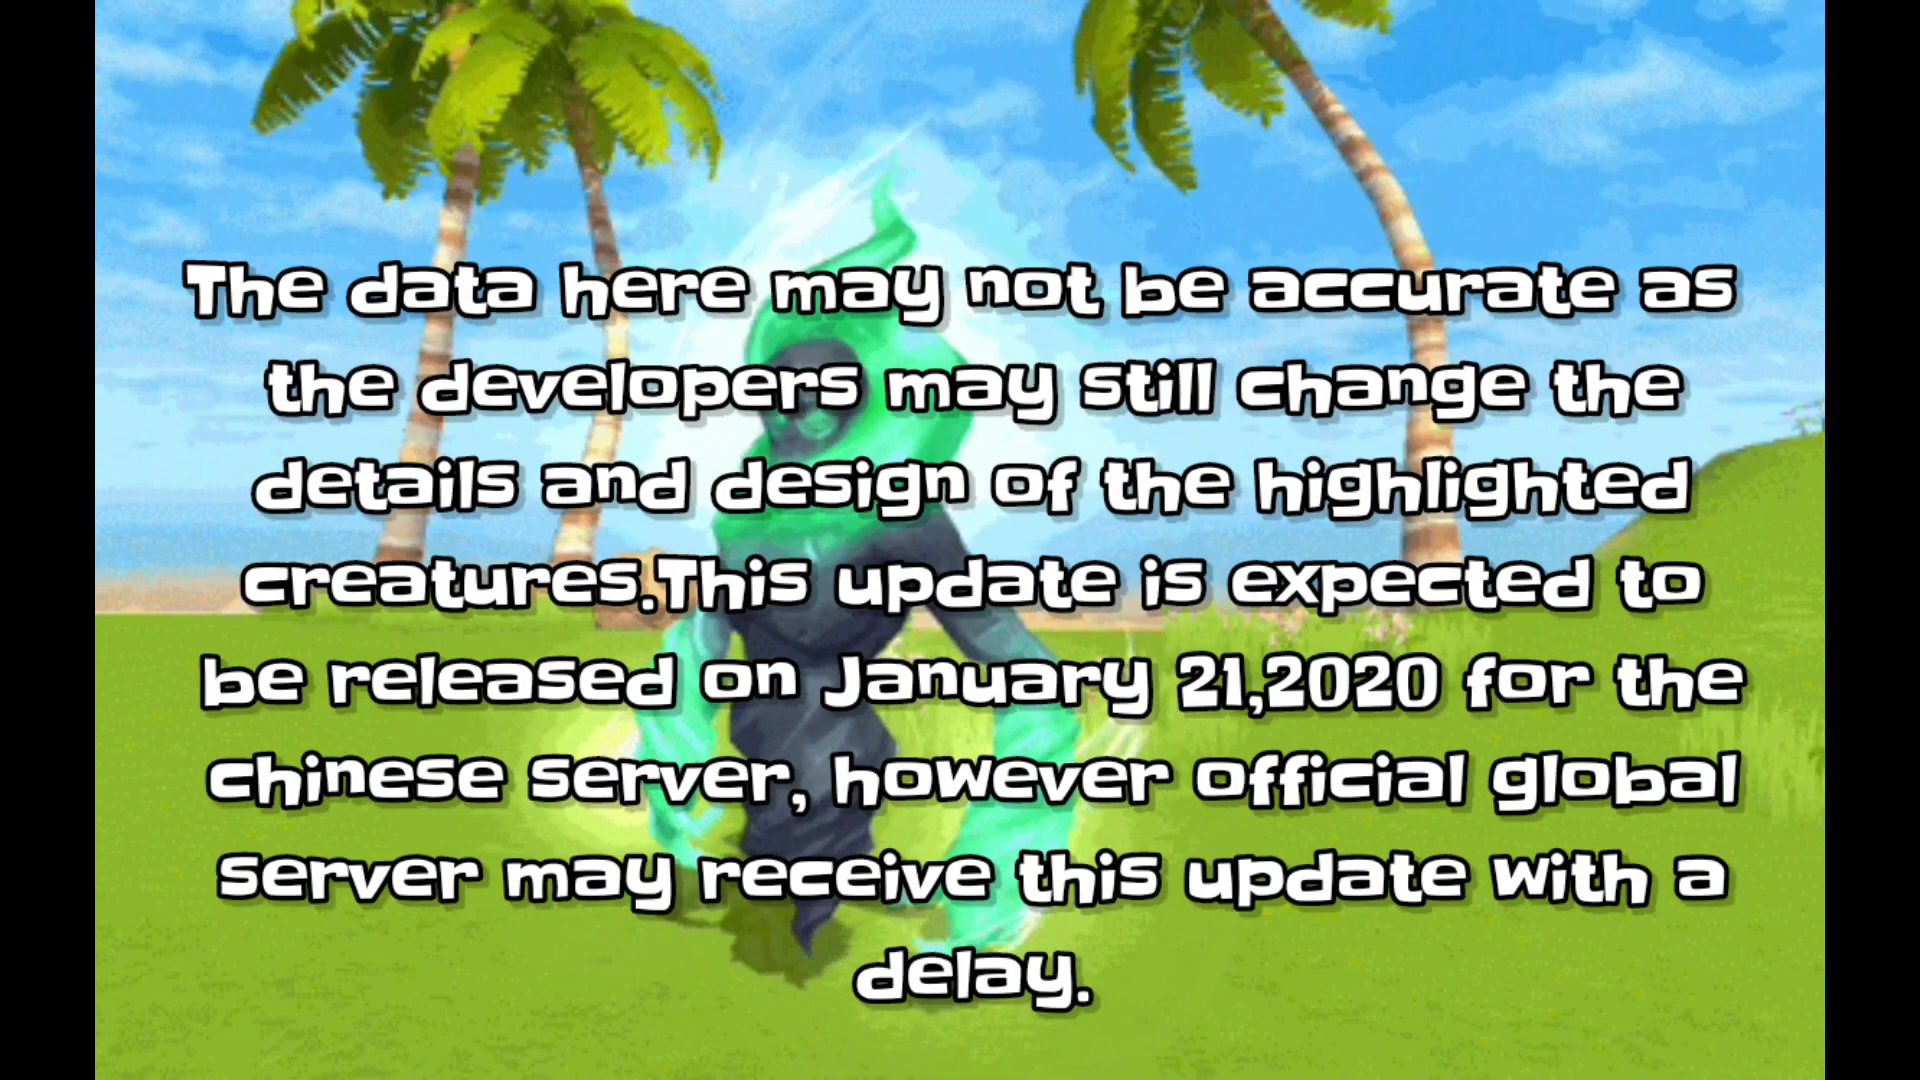 The data here may not be accurate as
the developers may still change the
details and design of the highlighted
creatures.This update is expected to
be released on January 21,2020 for the
chinese server, however official global
server may receive this update with a
delay.